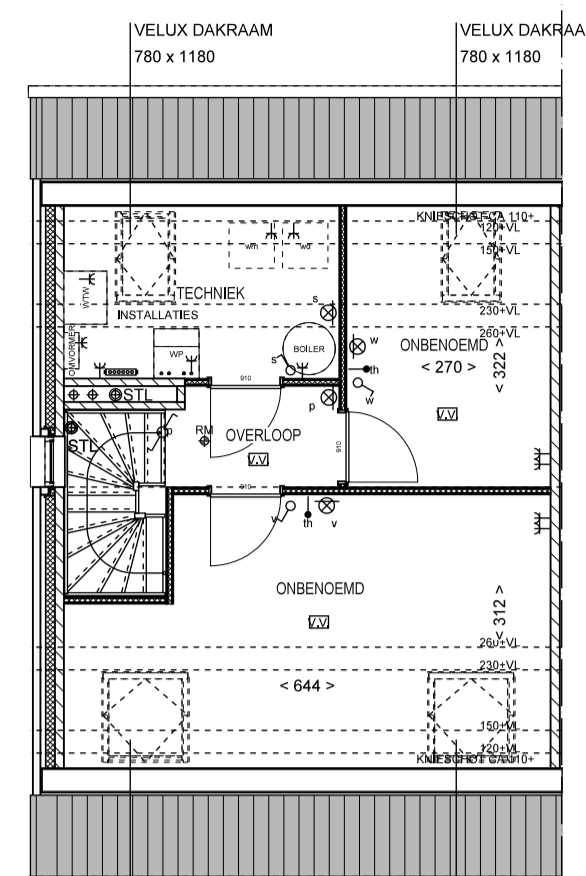 VELUX DAKRAAM
780 x 1180
VELUX DAKRAA
780 x 1180
KNIESCHOT CA 110+
120+VL
150+VL
230+VL
260+VL
wm
wd
WTW
TECHNIEK
INSTALLATIES
s
OMVORMER
WP
BOILER
s
w
ONBENOEMD
< 270 >
< 322 >
th
w
910
STL
p
V.V.
STL
p
RM
OVERLOOP
V.V.
910
910
v
th
v
ONBENOEMD
V.V.
< 312 >
260+VL
230+VL
< 644 >
150+VL
120+VL
KNIESCHOT CA 110+